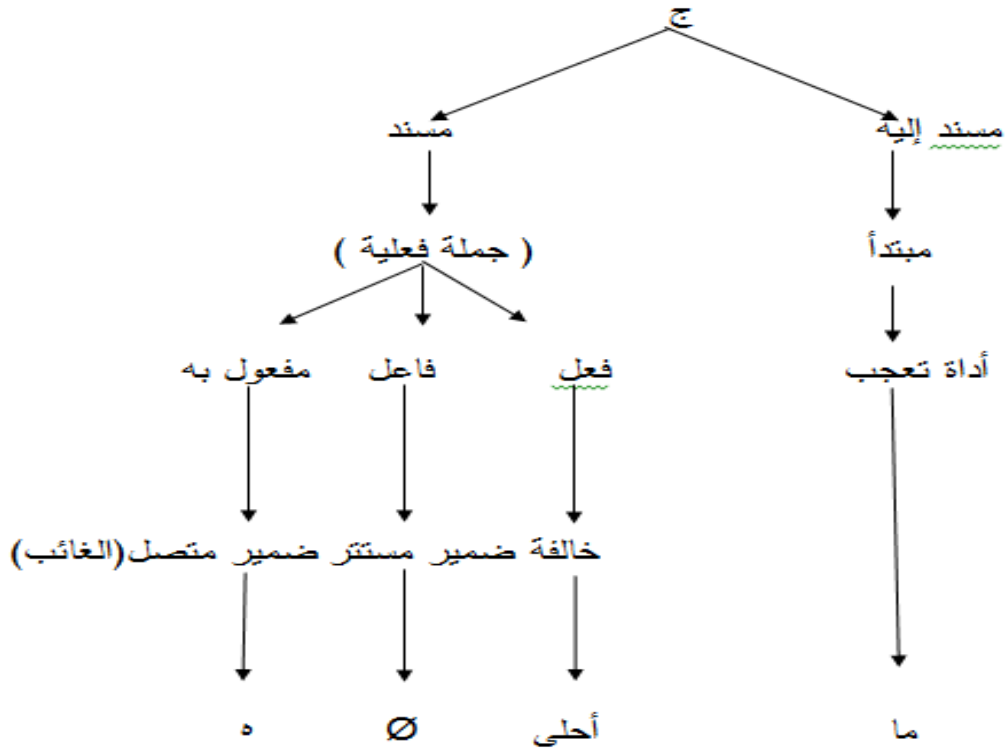 ج
مسند إليه مسند
مبتدأ ( جملة فعلية )
أداة تعجب فعل فاعل مفعول به
خالفة ضمير مستتر ضمير متصل(الغائب)
ما أحلى Ø ه